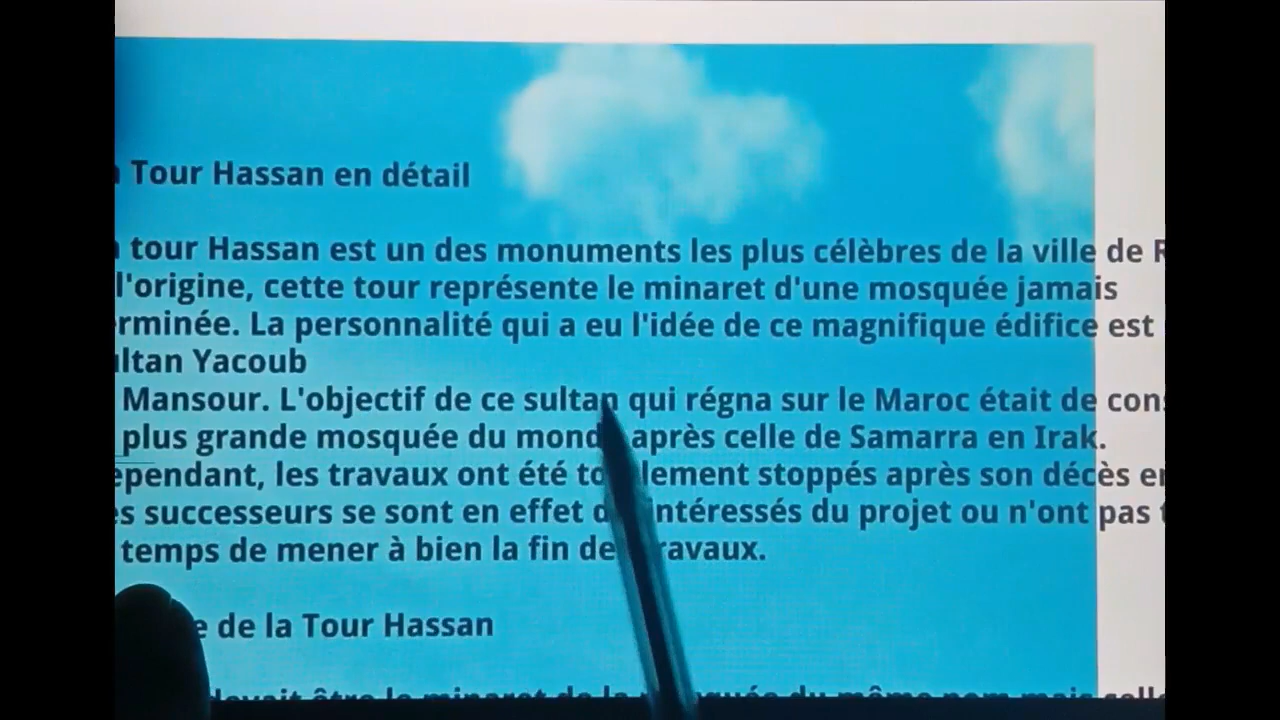 Tour Hassan en détail
tour Hassan est un des monuments les plus célèbres de la ville de
l'origine, cette tour représente le minaret d'une mosquée jamais
rminée. La personnalité qui a eu l'idée de ce magnifique édifice est
ltan Yacoub
Mansour. L'objectif de ce sultan qui régna sur le Maroc était de con
plus grande mosquée du mond après celle de Samarra en Irak.
ependant, les travaux ont été to lement stoppés après son décès e
s successeurs se sont en effet d ntéressés du projet ou n'ont pas
temps de mener à bien la fin de ravaux.
e de la Tour Hassan